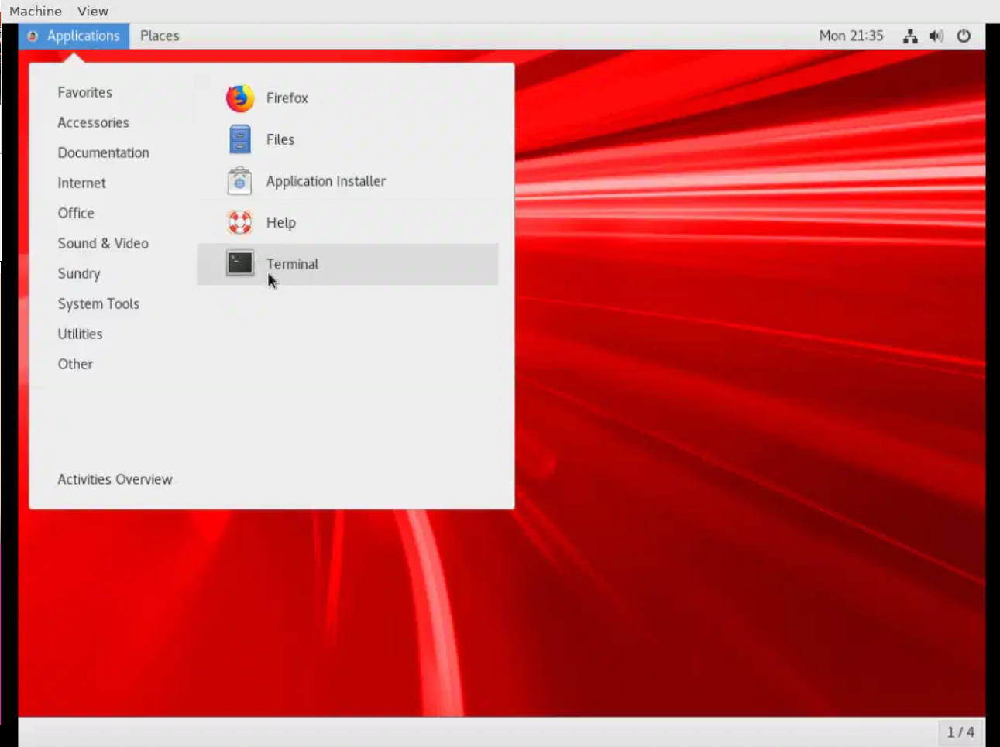 Machine View
Applications Places Mon 21:35
Favorites
Accessories
Documentation
Internet
Office
Sound & Video
Sundry
System Tools
Utilities
Other
Activities Overview
Firefox
Files
Application Installer
Help
Terminal
1 / 4